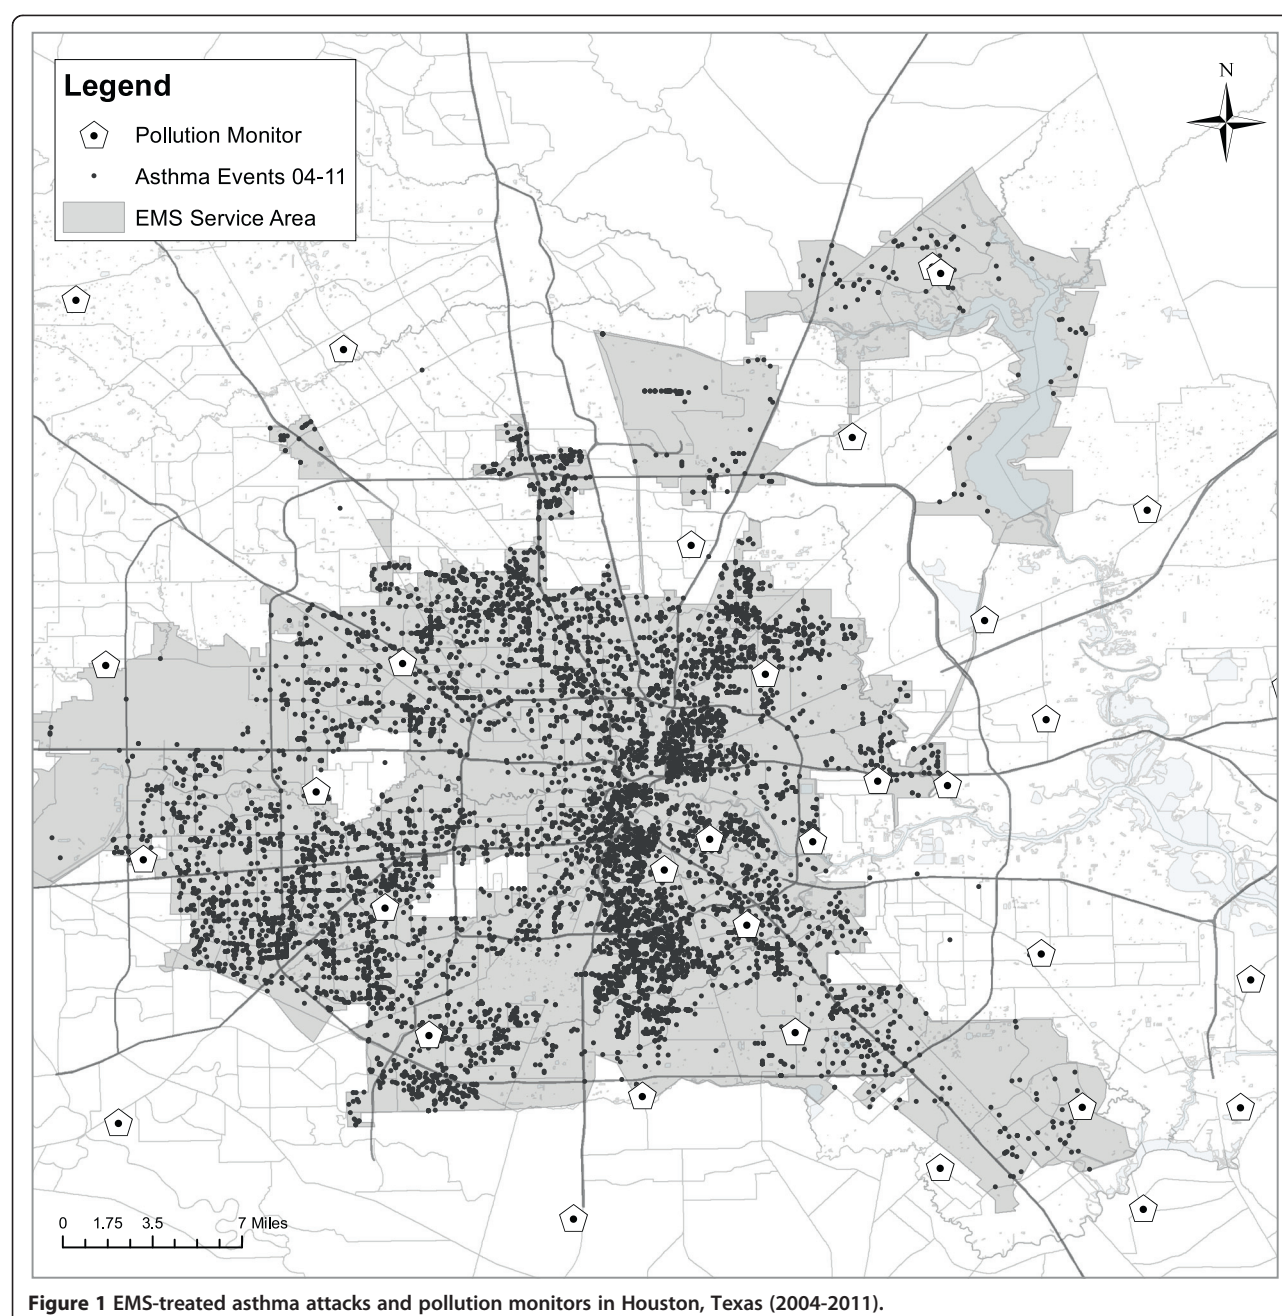 Legend
Pollution Monitor
Asthma Events 04-11
EMS Service Area
N
0 1.75 3.5 7 Miles
Figure 1 EMS-treated asthma attacks and pollution monitors in Houston, Texas (2004-2011).